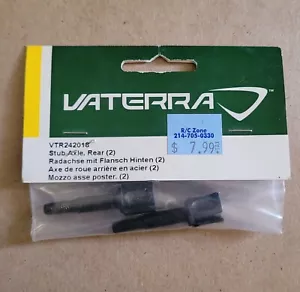 VATERRA
R/C Zone
214-705-0330
$ 7.99
VTR242018
Stub Axle, Rear (2)
Radachse mit Flansch Hinten (2)
Axe de roue arrière en acier (2)
Mozzo asse poster. (2)